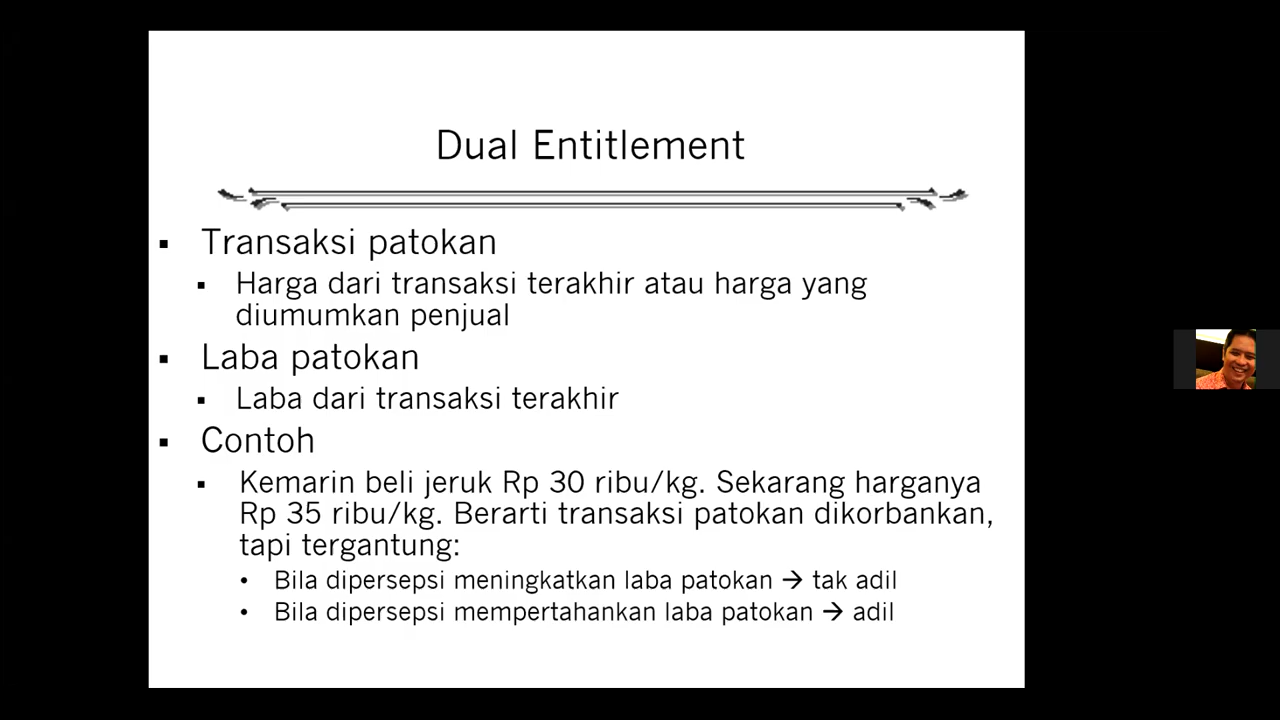 Dual Entitlement
▪ Transaksi patokan
▪ Harga dari transaksi terakhir atau harga yang
diumumkan penjual
▪ Laba patokan
▪ Laba dari transaksi terakhir
▪ Contoh
▪ Kemarin beli jeruk Rp 30 ribu/kg. Sekarang harganya
Rp 35 ribu/kg. Berarti transaksi patokan dikorbankan,
tapi tergantung:
• Bila dipersepsi meningkatkan laba patokan → tak adil
• Bila dipersepsi mempertahankan laba patokan → adil